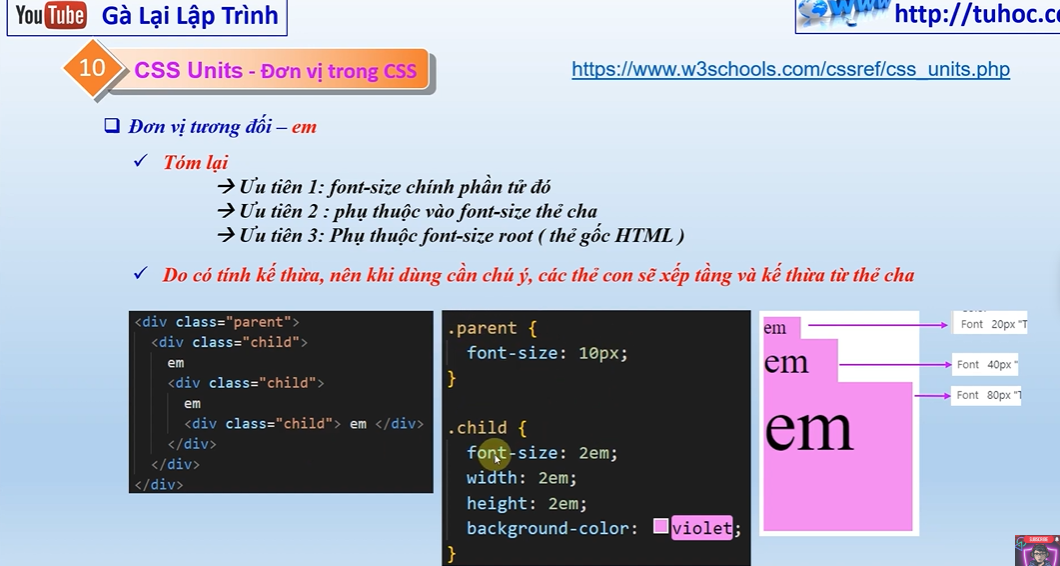 YouTube Gà Lại Lập Trình
www http://tuhoc.c
10 CSS Units - Đơn vị trong CSS
https://www.w3schools.com/cssref/css_units.php
❑ Đơn vị tương đối – em
✓ Tóm lại
→ Ưu tiên 1: font-size chính phần tử đó
→ Ưu tiên 2 : phụ thuộc vào font-size thẻ cha
→ Ưu tiên 3: Phụ thuộc font-size root ( thẻ gốc HTML )
✓ Do có tính kế thừa, nên khi dùng cần chú ý, các thẻ con sẽ xếp tầng và kế thừa từ thẻ cha
<div class="parent">
<div class="child">
em
<div class="child">
em
<div class="child"> em </div>
</div>
</div>
</div>
.parent {
font-size: 10px;
}
.child {
font-size: 2em;
width: 2em;
height: 2em;
background-color: violet;
}
em
em
em
Font 20px "T
Font 40px "
Font 80px "T
SUBSCRIBE